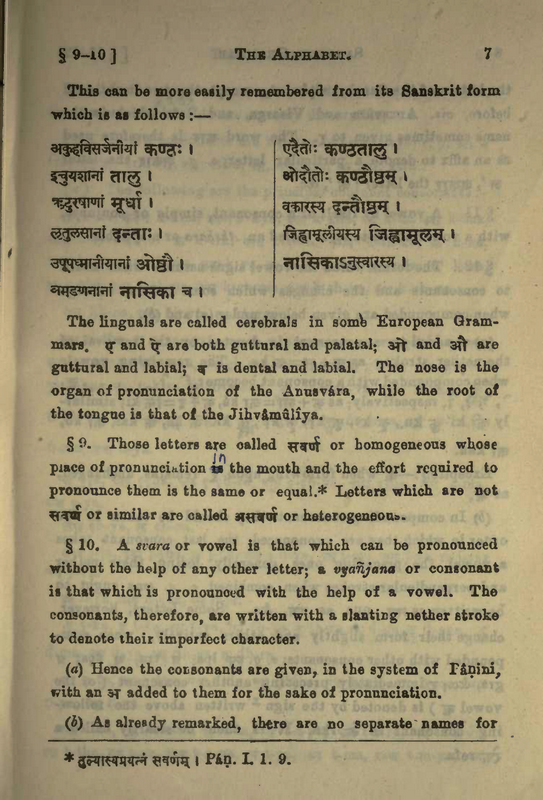 § 9–10 ] THE ALPHABET. 7
This can be more easily remembered from its Sanskrit form
which is as follows :—
अकुहविसर्जनीयां कण्ठः ।
इचुयशानां तालु ।
ऋटुरषाणां मूर्धा ।
लृतुलसानां दन्ताः ।
उपूपध्मानीयानां ओष्ठौ ।
ञमङणनानां नासिका च ।
एदैतोः कण्ठतालु ।
ओदौतोः कण्ठौष्ठम् ।
वकारस्य दन्तौष्ठम् ।
जिह्वामूलीयस्य जिह्वामूलम् ।
नासिकाऽनुस्वारस्य ।
The linguals are called cerebrals in some European Gram-
mars. ए and ऐ are both guttural and palatal; ओ and औ are
guttural and labial; व is dental and labial. The nose is the
organ of pronunciation of the Anusvára, while the root of
the tongue is that of the Jihvâmûlîya.
§ 9. Those letters are called सवर्ण or homogeneous whose
in
place of pronunciation is the mouth and the effort required to
pronounce them is the same or equal.* Letters which are not
सवर्ण or similar are called असवर्ण or heterogeneous.
§ 10. A svara or vowel is that which can be pronounced
without the help of any other letter; a vyañjana or consonant
is that which is pronounced with the help of a vowel. The
consonants, therefore, are written with a slanting nether stroke
to denote their imperfect character.
(a) Hence the consonants are given, in the system of Páṇini,
with an अ added to them for the sake of pronunciation.
(b) As already remarked, there are no separate names for
* तुल्यास्यप्रयत्नं सवर्णम् । Páṇ. I. 1. 9.